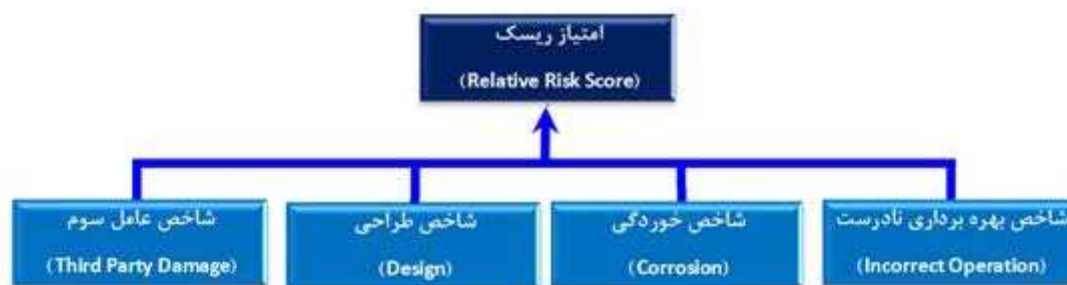 امتیاز ریسک
(Relative Risk Score)
شاخص عامل سوم
(Third Party Damage)
شاخص طراحی
(Design)
شاخص خوردگی
(Corrosion)
شاخص بهره برداری نادرست
(Incorrect Operation)